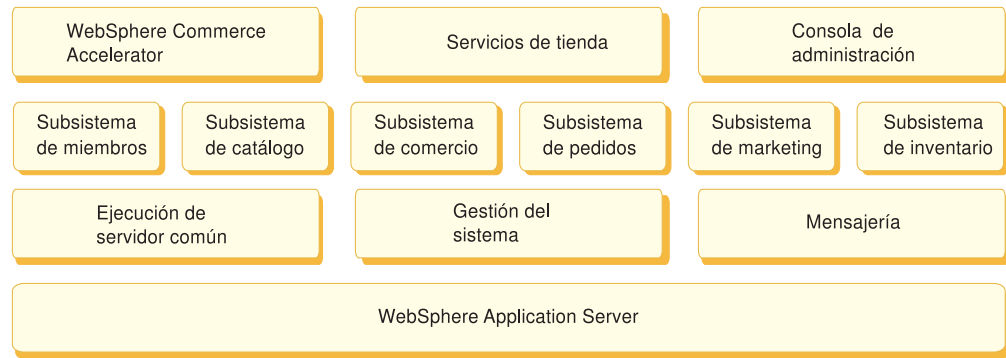 WebSphere Commerce
Accelerator
Servicios de tienda
Consola de
administración
Subsistema
de miembros
Subsistema
de catálogo
Subsistema
de comercio
Subsistema
de pedidos
Subsistema
de marketing
Subsistema
de inventario
Ejecución de
servidor común
Gestión del
sistema
Mensajería
WebSphere Application Server